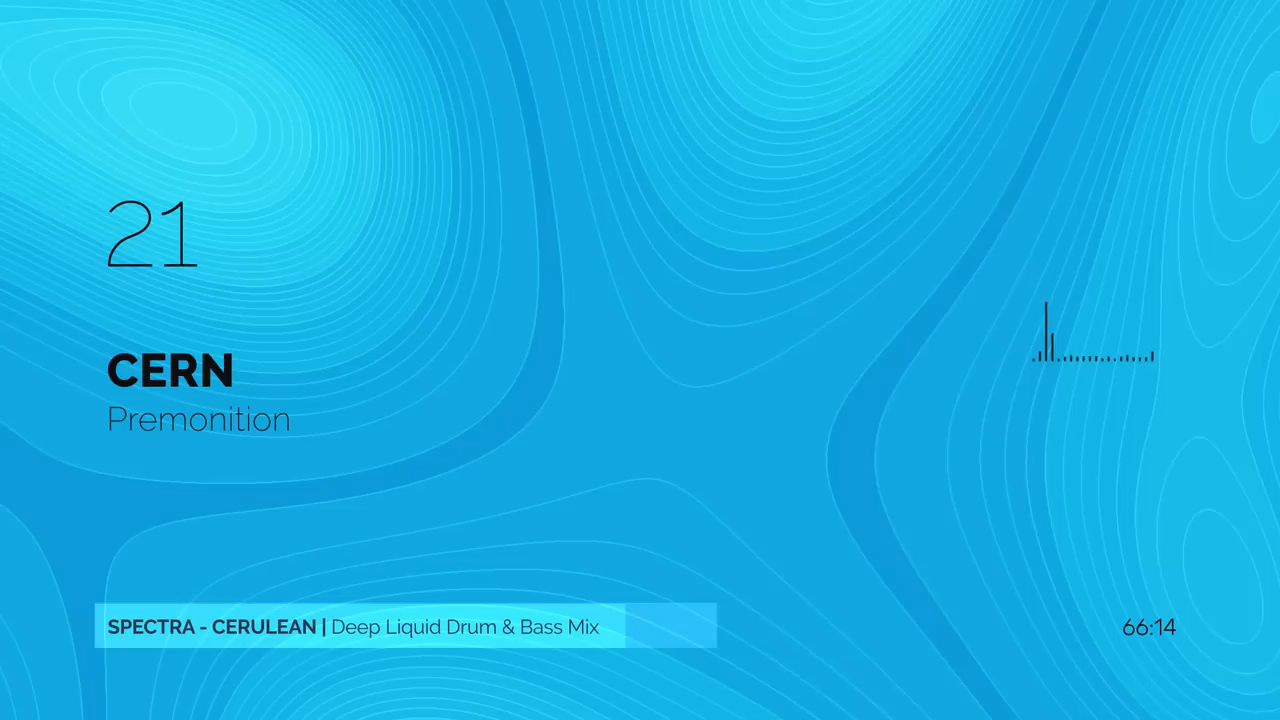 21
CERN
Premonition
SPECTRA - CERULEAN | Deep Liquid Drum & Bass Mix
66:14